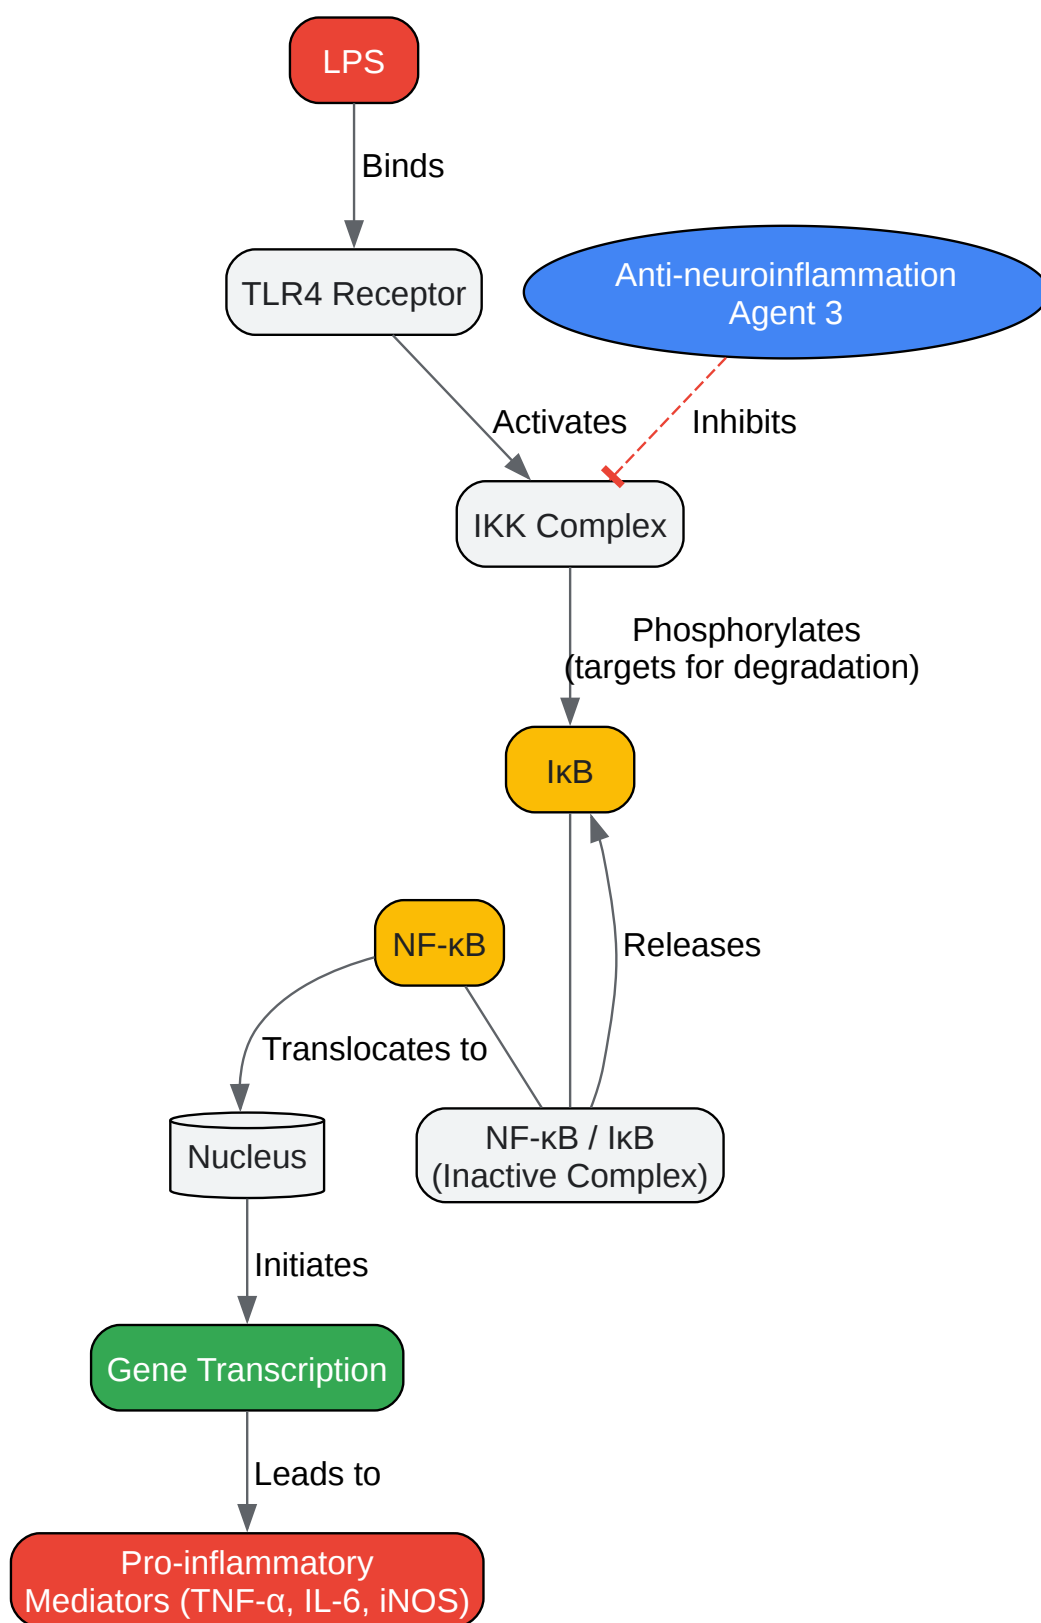 LPS
Binds
TLR4 Receptor
Anti-neuroinflammation
Agent 3
Activates
Inhibits
IKK Complex
Phosphorylates
(targets for degradation)
IκB
NF-κB
Releases
Translocates to
Nucleus
NF-κB / IκB
(Inactive Complex)
Initiates
Gene Transcription
Leads to
Pro-inflammatory
Mediators (TNF-α, IL-6, iNOS)